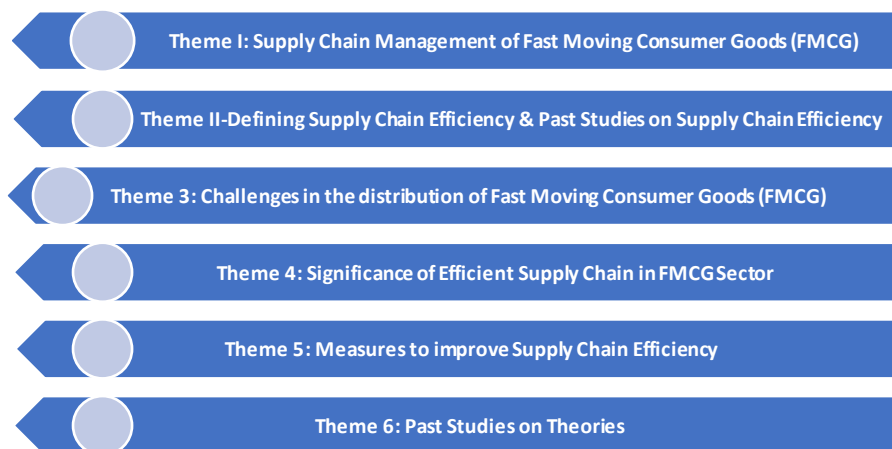 Theme I: Supply Chain Management of Fast Moving Consumer Goods (FMCG)
Theme II-Defining Supply Chain Efficiency & Past Studies on Supply Chain Efficiency
Theme 3: Challenges in the distribution of Fast Moving Consumer Goods (FMCG)
Theme 4: Significance of Efficient Supply Chain in FMCG Sector
Theme 5: Measures to improve Supply Chain Efficiency
Theme 6: Past Studies on Theories